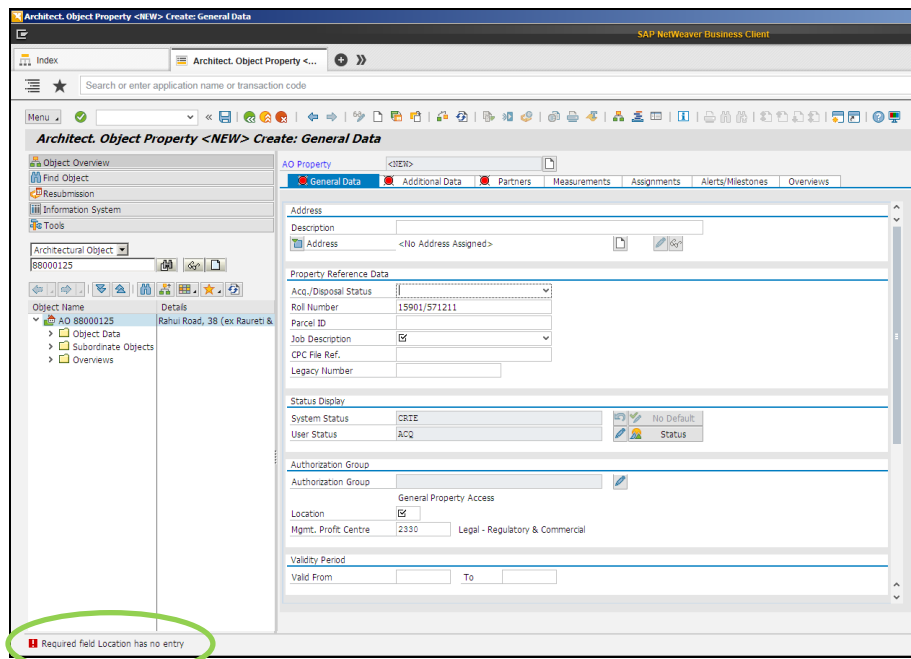 Architect. Object Property <NEW> Create: General Data
SAP NetWeaver Business Client
Index
Architect. Object Property <...
Search or enter application name or transaction code
Menu
Architect. Object Property <NEW> Create: General Data
Object Overview
Find Object
Resubmission
Information System
Tools
Architectural Object
88000125
Object Name Details
AO 88000125 Rahui Road, 38 (ex Raureti &
Object Data
Subordinate Objects
Overviews
AO Property <NEW>
General Data Additional Data Partners Measurements Assignments Alerts/Milestones Overviews
Address
Description
Address <No Address Assigned>
Property Reference Data
Acq./Disposal Status
Roll Number 15901/571211
Parcel ID
Job Description
CPC File Ref.
Legacy Number
Status Display
System Status CRTE No Default
User Status ACQ Status
Authorization Group
Authorization Group
General Property Access
Location
Mgmt. Profit Centre 2330 Legal - Regulatory & Commercial
Validity Period
Valid From To
Required field Location has no entry